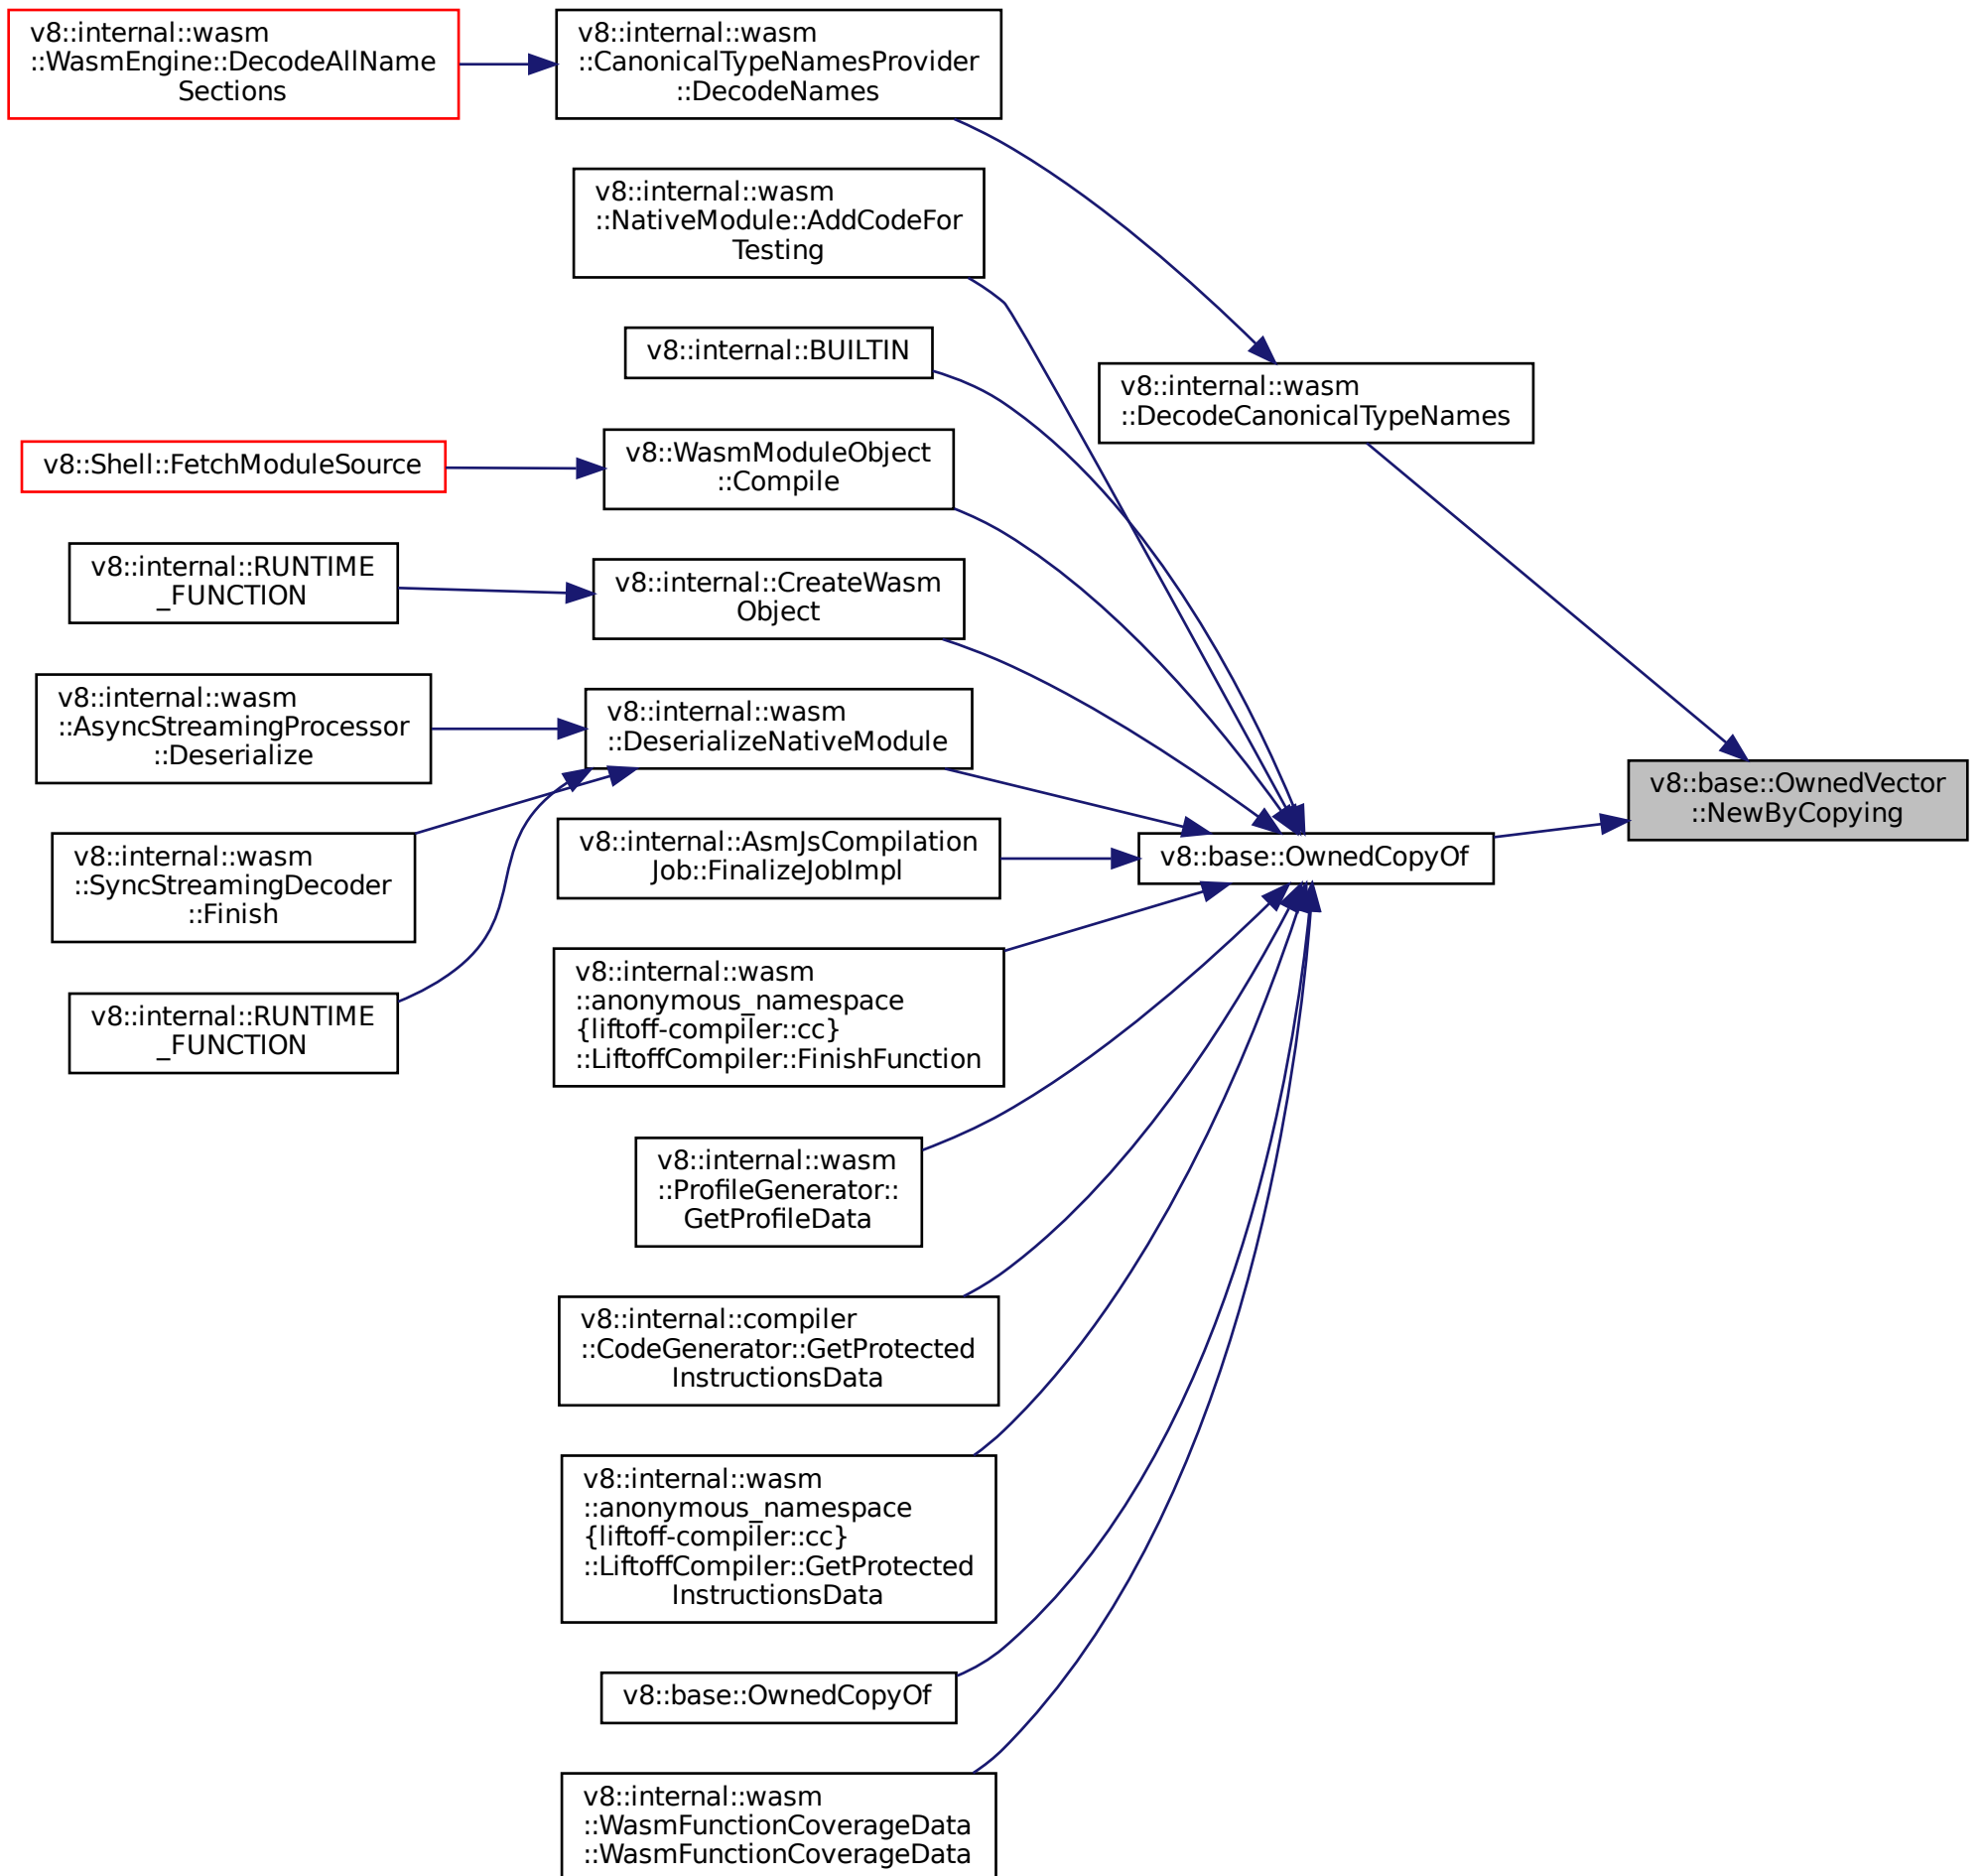 v8::internal::wasm
::WasmEngine::DecodeAllName
Sections
v8::internal::wasm
::CanonicalTypeNamesProvider
::DecodeNames
v8::internal::wasm
::NativeModule::AddCodeFor
Testing
v8::internal::BUILTIN
v8::internal::wasm
::DecodeCanonicalTypeNames
v8::Shell::FetchModuleSource
v8::WasmModuleObject
::Compile
v8::internal::RUNTIME
_FUNCTION
v8::internal::CreateWasm
Object
v8::internal::wasm
::AsyncStreamingProcessor
::Deserialize
v8::internal::wasm
::DeserializeNativeModule
v8::base::OwnedVector
::NewByCopying
v8::internal::wasm
::SyncStreamingDecoder
::Finish
v8::internal::AsmJsCompilation
Job::FinalizeJobImpl
v8::base::OwnedCopyOf
v8::internal::RUNTIME
_FUNCTION
v8::internal::wasm
::anonymous_namespace
{liftoff-compiler::cc}
::LiftoffCompiler::FinishFunction
v8::internal::wasm
::ProfileGenerator::
GetProfileData
v8::internal::compiler
::CodeGenerator::GetProtected
InstructionsData
v8::internal::wasm
::anonymous_namespace
{liftoff-compiler::cc}
::LiftoffCompiler::GetProtected
InstructionsData
v8::base::OwnedCopyOf
v8::internal::wasm
::WasmFunctionCoverageData
::WasmFunctionCoverageData